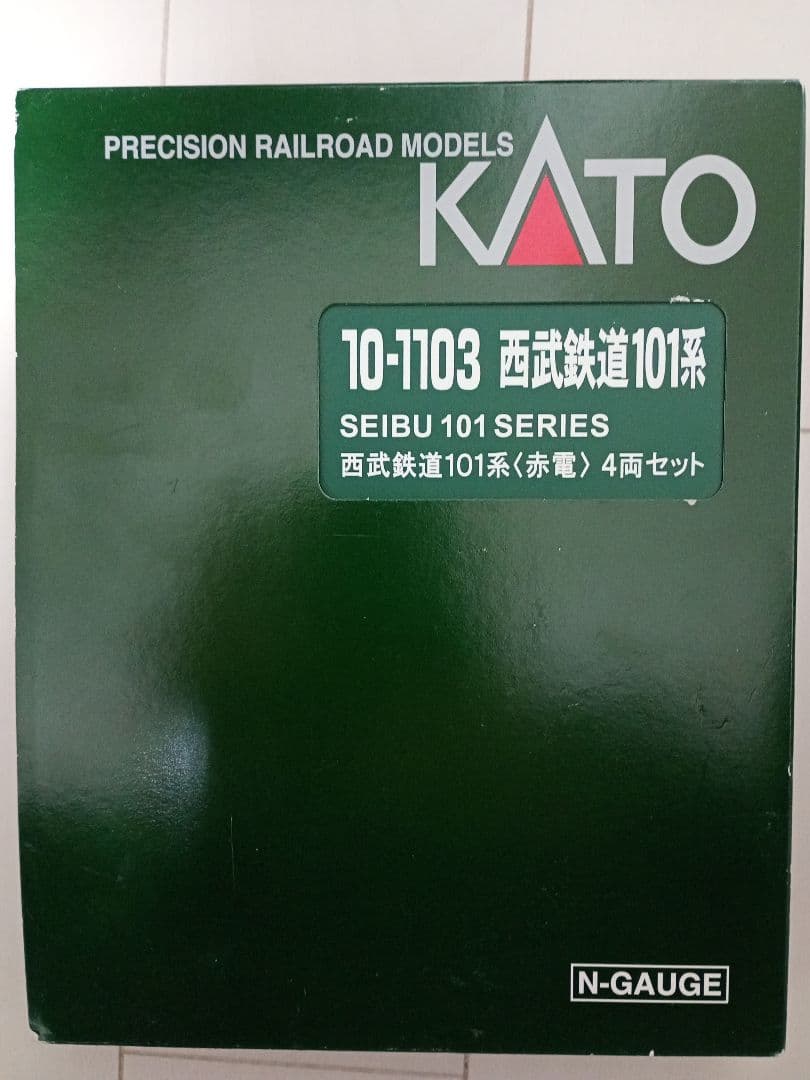 PRECISION RAILROAD MODELS
KATO
10-1103 西武鉄道101系
SEIBU 101 SERIES
西武鉄道101系〈赤電〉4両セット
N-GAUGE